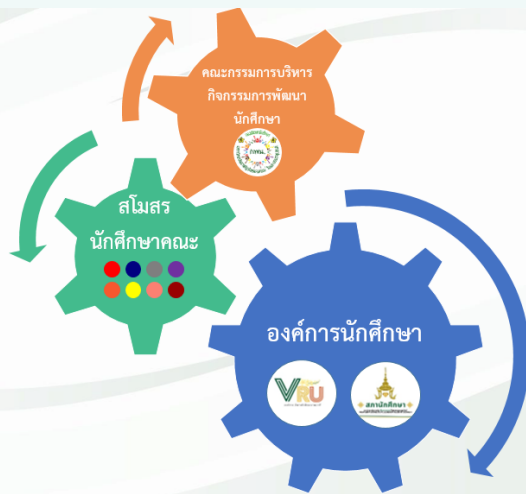 คณะกรรมการบริหาร
กิจกรรมการพัฒนา
นักศึกษา
สโมสร
นักศึกษาคณะ
องค์การนักศึกษา
VRU
สภานักศึกษา